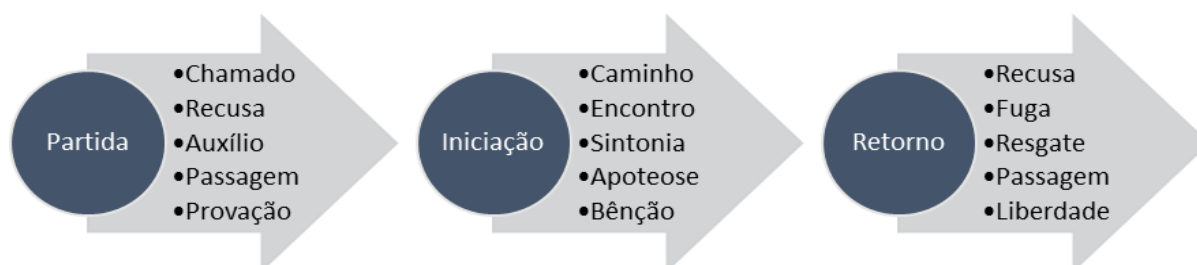 Partida
•Chamado
•Recusa
•Auxílio
•Passagem
•Provação
Iniciação
•Caminho
•Encontro
•Sintonia
•Apoteose
•Bênção
Retorno
•Recusa
•Fuga
•Resgate
•Passagem
•Liberdade